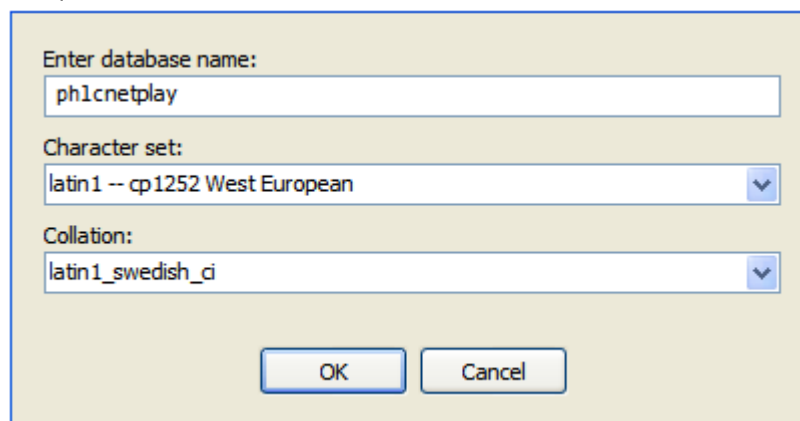 Enter database name:
ph1cnetplay
Character set:
latin1 -- cp1252 West European
Collation:
latin1_swedish_ci
OK
Cancel